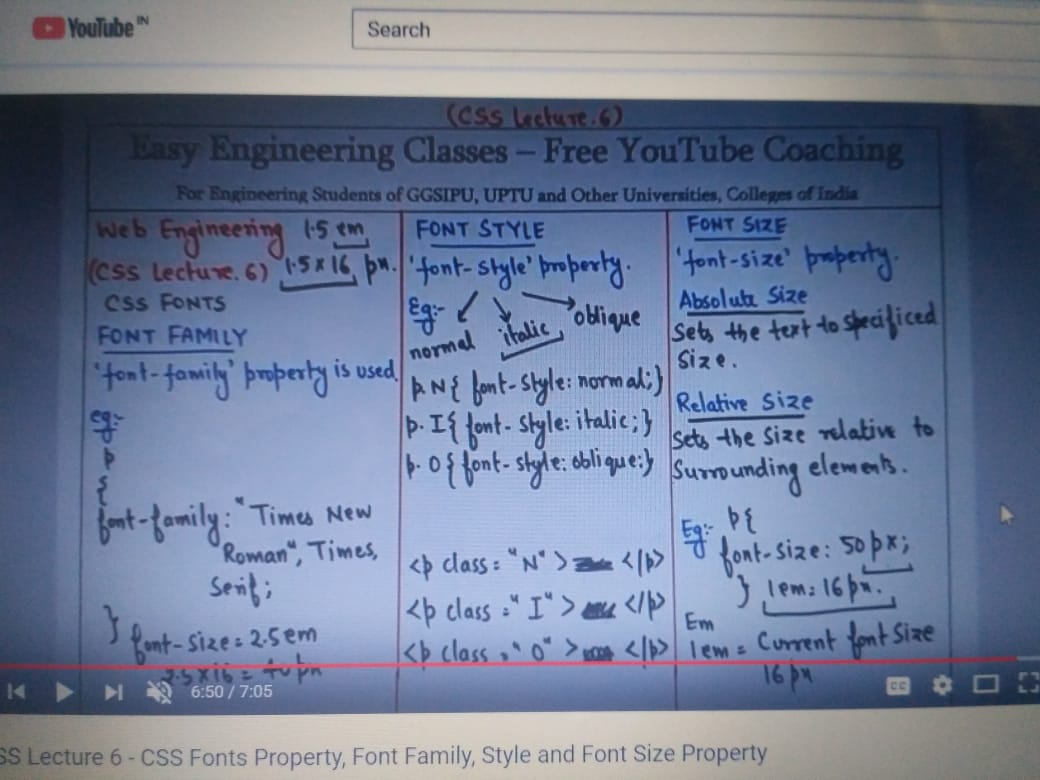 YouTube IN
Search
(CSS Lecture.6)
Easy Engineering Classes – Free YouTube Coaching
For Engineering Students of GGSIPU, UPTU and Other Universities, Colleges of India
Web Engineering 1.5 em
(CSS Lecture.6) 1.5 x 16 px.
CSS FONTS
FONT FAMILY
'font-family' property is used.
eg:-
p
{
font-family: "Times New
Roman", Times,
Serif;
}
font-size = 2.5em
2.5 x 16 = 40 px
FONT STYLE
'font-style' property.
Eg:-
normal italic, oblique
p.N{ font-style: normal;}
p.I{ font-style: italic;}
p.O{ font-style: oblique;}
<p class = "N"> </p>
<p class = "I"> </p>
<p class = "O"> </p>
FONT SIZE
'font-size' property.
Absolute Size
Sets the text to specificed
Size.
Relative Size
Sets the Size relative to
Surrounding elements.
Eg:- p{
font-size: 50px;
} 1em = 16px.
Em
1em = Current font Size
16px
6:50 / 7:05
CC
SS Lecture 6 - CSS Fonts Property, Font Family, Style and Font Size Property